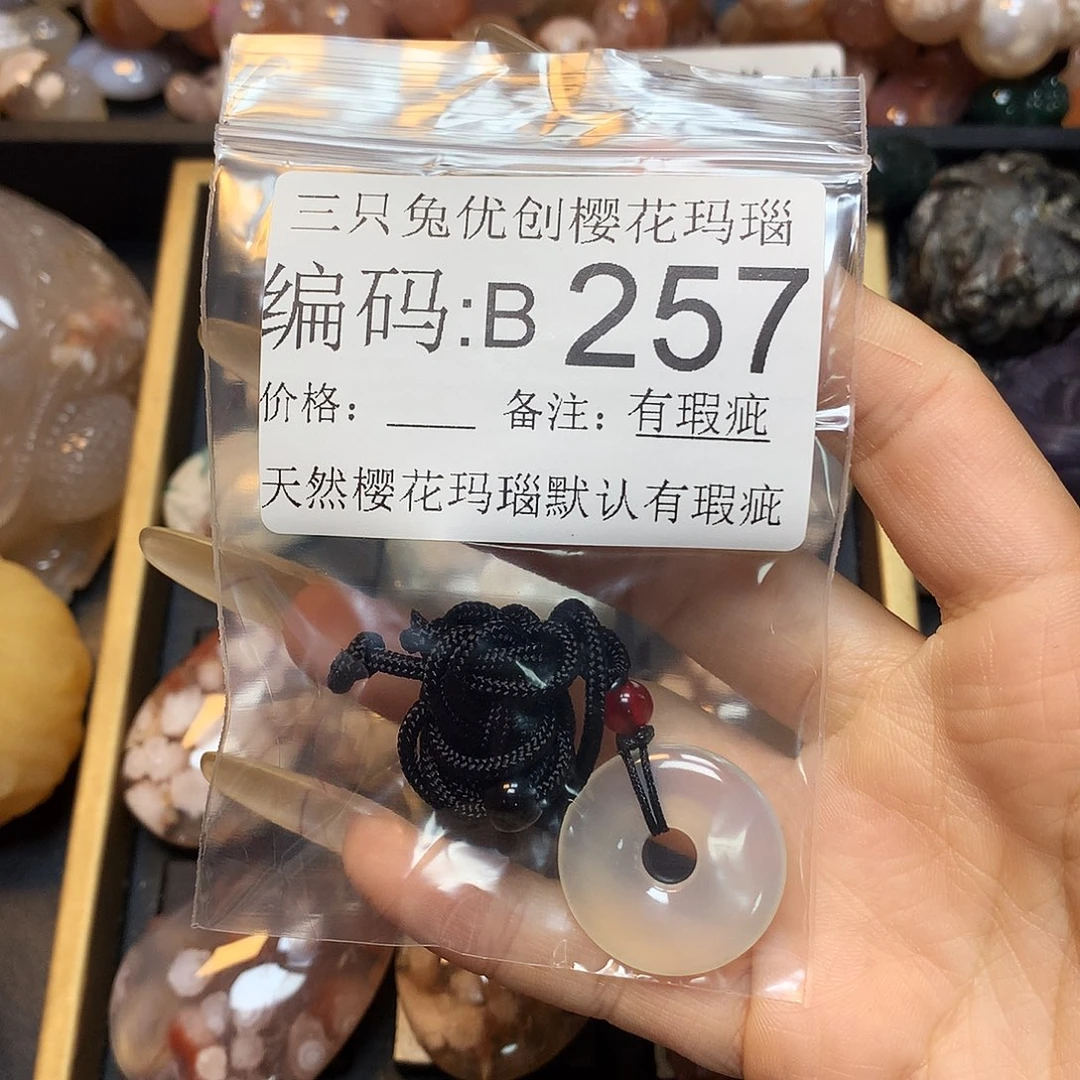 三只兔优创樱花玛瑙
编码:B 257
价格：____ 备注：有瑕疵
天然樱花玛瑙默认有瑕疵